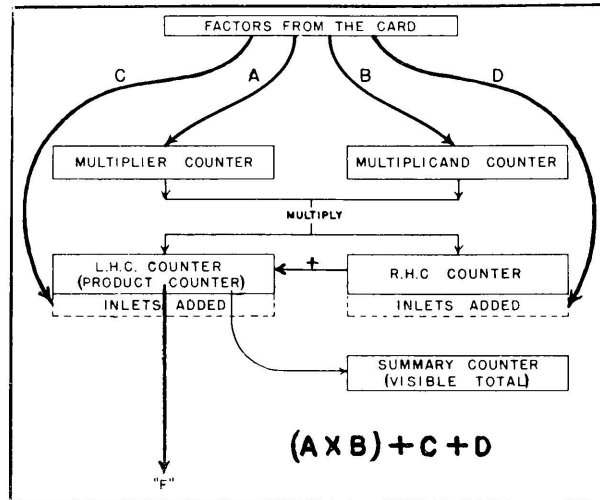 FACTORS FROM THE CARD
C
A
B
D
MULTIPLIER COUNTER
MULTIPLICAND COUNTER
MULTIPLY
L.H.C. COUNTER
(PRODUCT COUNTER)
+
R.H.C COUNTER
INLETS ADDED
INLETS ADDED
SUMMARY COUNTER
(VISIBLE TOTAL)
(A X B) + C + D
"F"